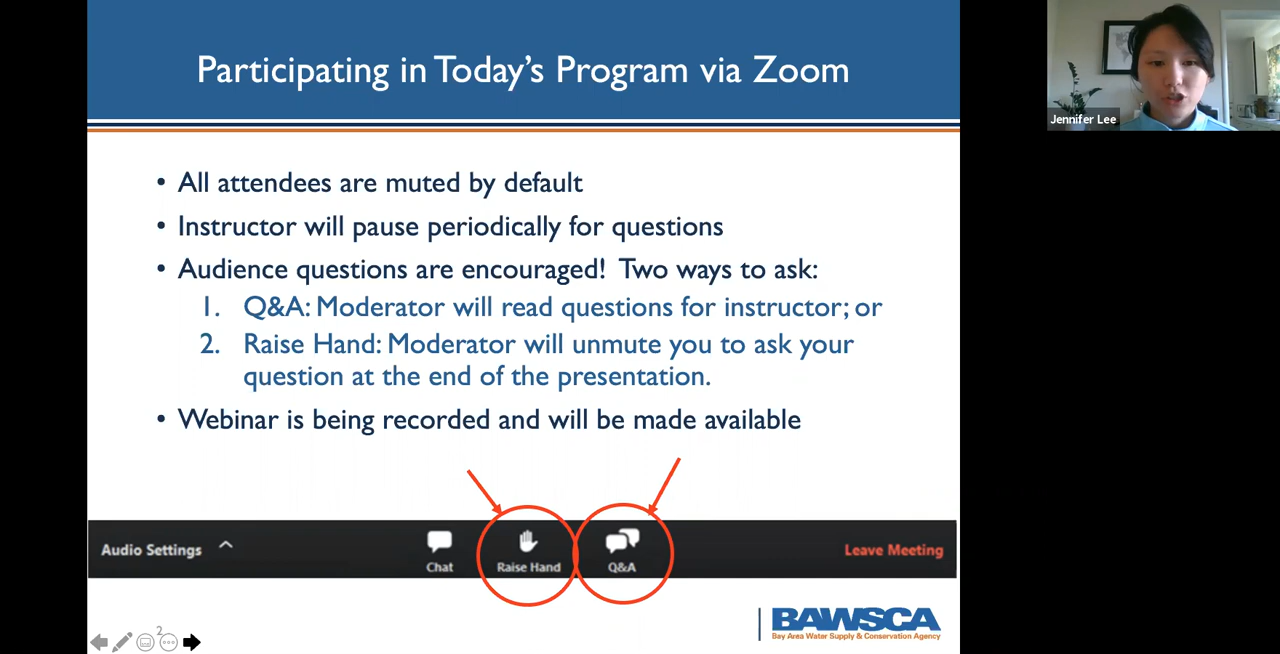 Participating in Today's Program via Zoom
Jennifer Lee
• All attendees are muted by default
• Instructor will pause periodically for questions
• Audience questions are encouraged! Two ways to ask:
1. Q&A: Moderator will read questions for instructor; or
2. Raise Hand: Moderator will unmute you to ask your
question at the end of the presentation.
• Webinar is being recorded and will be made available
Audio Settings
Chat
Raise Hand
Q&A
Leave Meeting
BAWSCA
Bay Area Water Supply & Conservation Agency
2